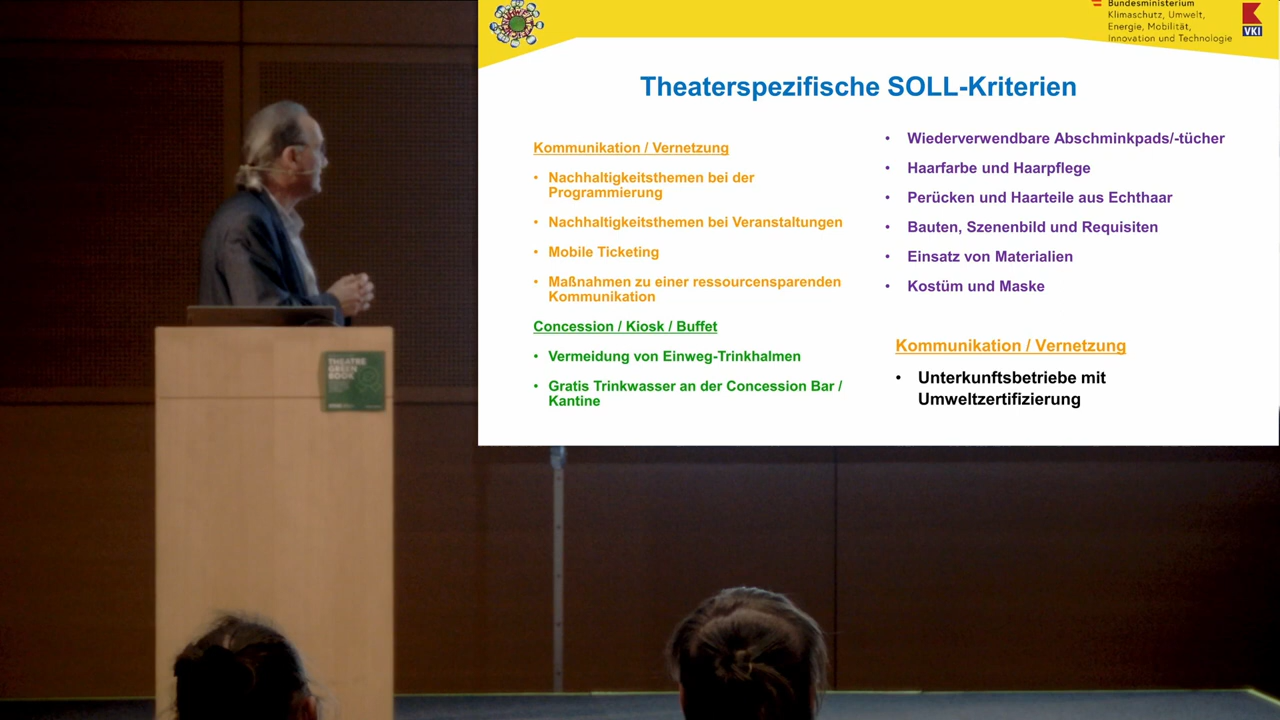 Bundesministerium
Klimaschutz, Umwelt,
Energie, Mobilität,
Innovation und Technologie
VKI
Theaterspezifische SOLL-Kriterien
Kommunikation / Vernetzung
• Nachhaltigkeitsthemen bei der
Programmierung
• Nachhaltigkeitsthemen bei Veranstaltungen
• Mobile Ticketing
• Maßnahmen zu einer ressourcensparenden
Kommunikation
Concession / Kiosk / Buffet
• Vermeidung von Einweg-Trinkhalmen
• Gratis Trinkwasser an der Concession Bar /
Kantine
• Wiederverwendbare Abschminkpads/-tücher
• Haarfarbe und Haarpflege
• Perücken und Haarteile aus Echthaar
• Bauten, Szenenbild und Requisiten
• Einsatz von Materialien
• Kostüm und Maske
Kommunikation / Vernetzung
• Unterkunftsbetriebe mit
Umweltzertifizierung
THEATRE
GREEN
BOOK